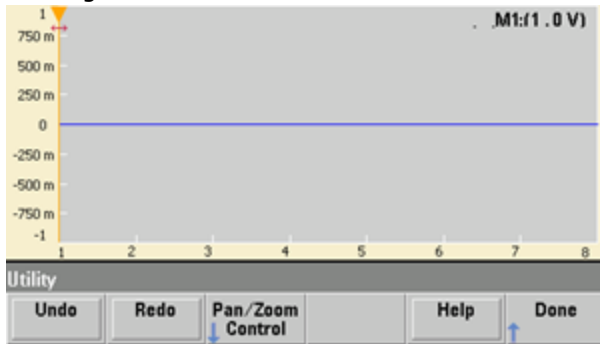 1
M1:(1 . 0 V)
750 m
500 m
250 m
0
-250 m
-500 m
-750 m
-1
1 2 3 4 5 6 7 8
Utility
Undo Redo Pan/Zoom Control Help Done